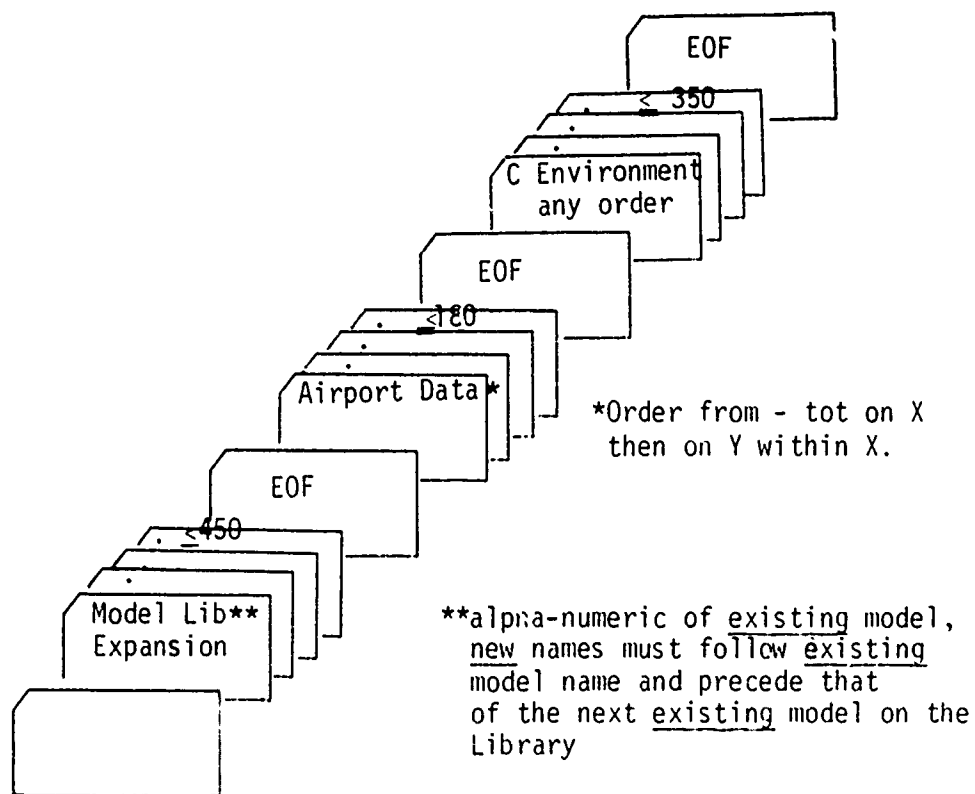 EOF
≤ 350
C Environment
any order
EOF
≤180
Airport Data*
*Order from - tot on X
then on Y within X.
EOF
≤450
Model Lib**
Expansion
**alpha-numeric of existing model,
new names must follow existing
model name and precede that
of the next existing model on the
Library